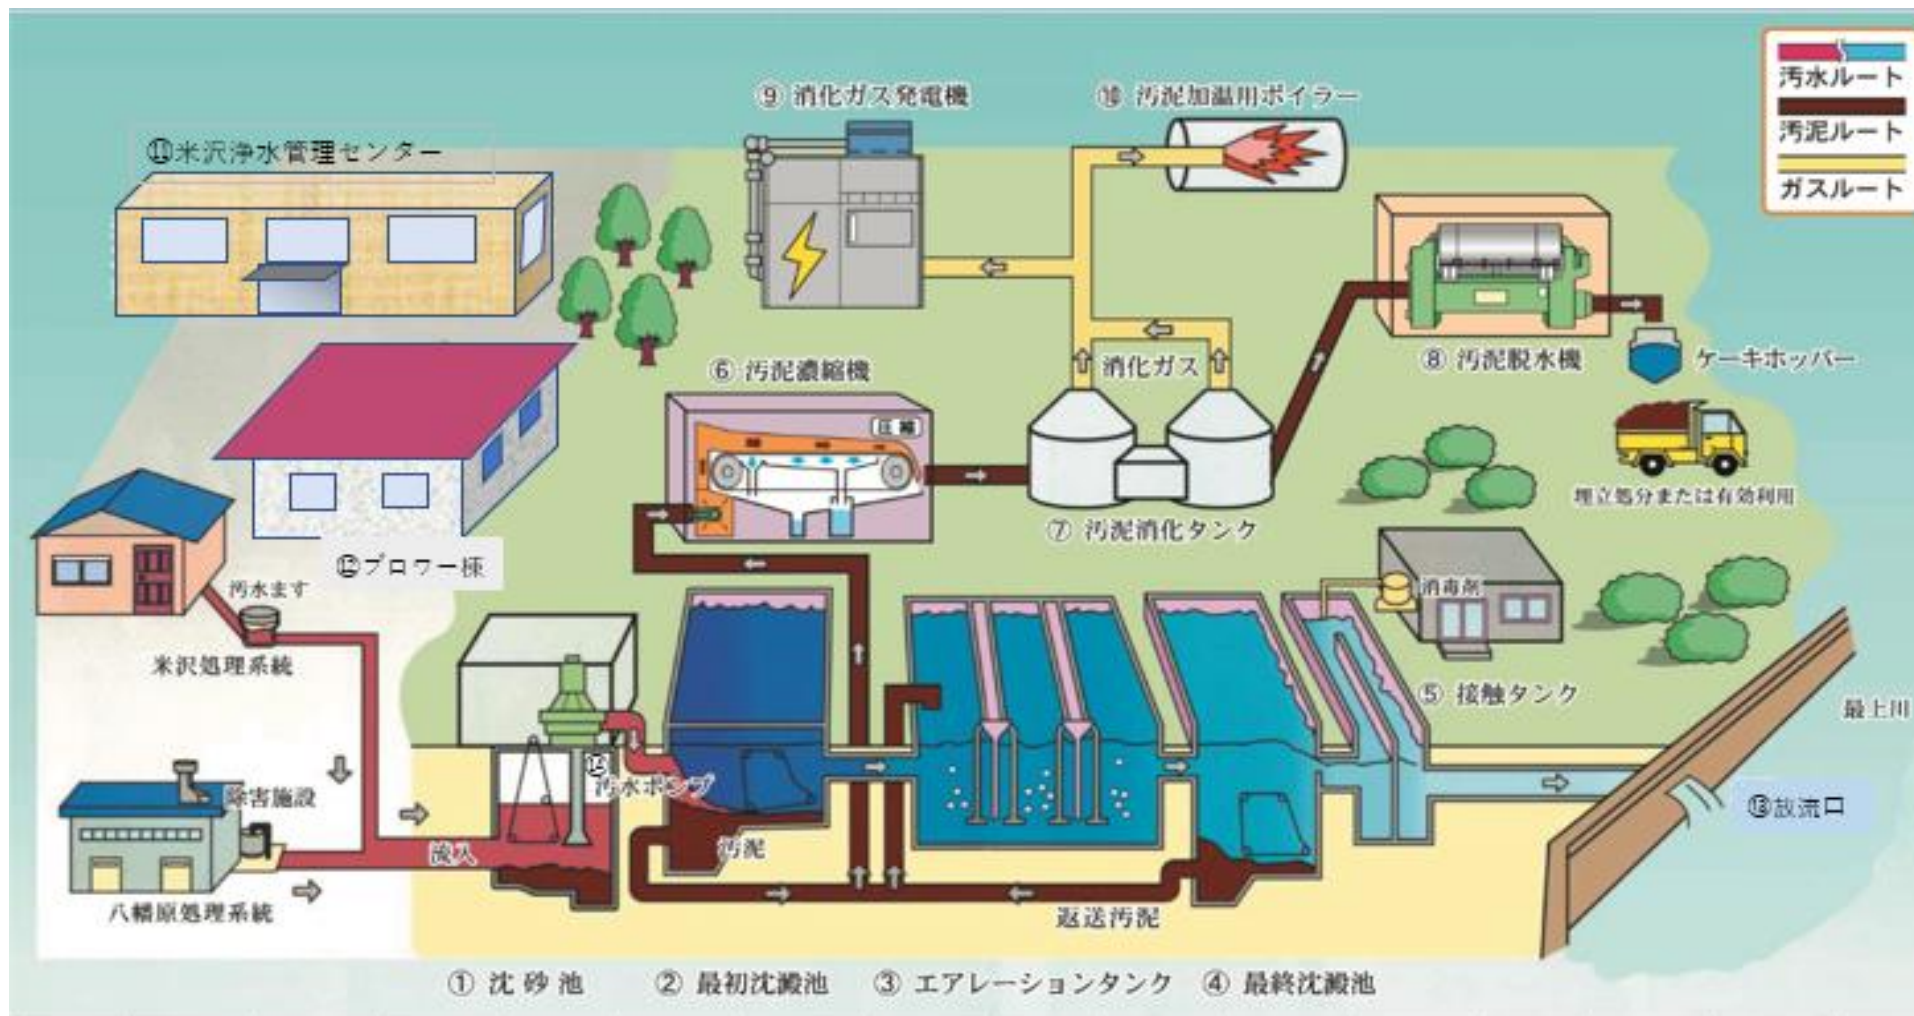 ⑨ 消化ガス発電機
⑩ 汚泥加温用ボイラー
汚水ルート
汚泥ルート
ガスルート
⑪米沢浄水管理センター
⑥ 汚泥濃縮機
圧縮
消化ガス
⑧ 汚泥脱水機
ケーキホッパー
埋立処分または有効利用
⑦ 汚泥消化タンク
⑫ブロワー棟
汚水ます
米沢処理系統
消毒剤
⑤ 接触タンク
最上川
汚水ポンプ
除害施設
⑬放流口
流入
汚泥
八幡原処理系統
返送汚泥
① 沈砂池
② 最初沈澱池
③ エアレーションタンク
④ 最終沈澱池